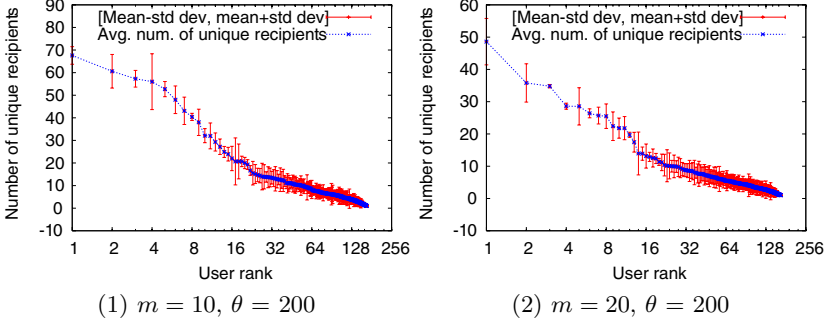 [Mean-std dev, mean+std dev]
Avg. num. of unique recipients
Number of unique recipients
90
80
70
60
50
40
30
20
10
0
-10
1 2 4 8 16 32 64 128 256
User rank
(1) m = 10, θ = 200
[Mean-std dev, mean+std dev]
Avg. num. of unique recipients
Number of unique recipients
60
50
40
30
20
10
0
-10
1 2 4 8 16 32 64 128 256
User rank
(2) m = 20, θ = 200